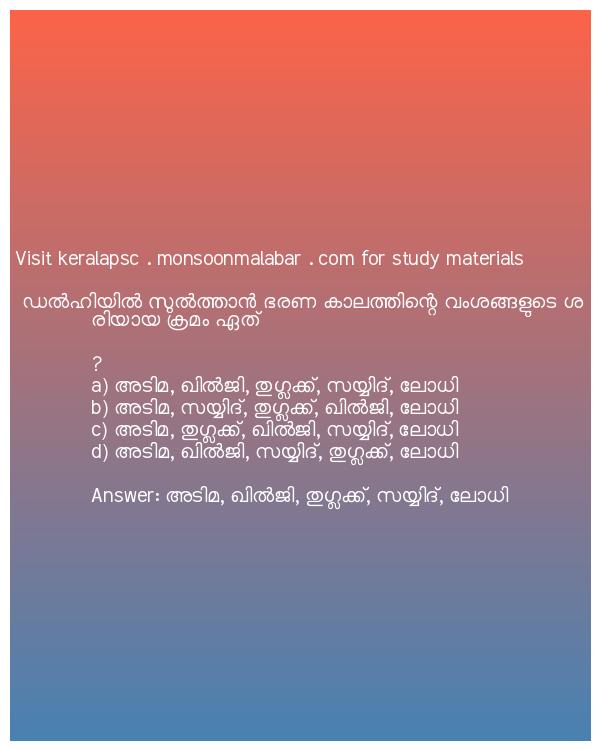 Visit keralapsc . monsoonmalabar . com for study materials
ഡൽഹിയിൽ സുൽത്താൻ ഭരണ കാലത്തിന്റെ വംശങ്ങളുടെ ശ
രിയായ ക്രമം ഏത്
?
a) അടിമ, ഖിൽജി, തുഗ്ലക്ക്, സയ്യിദ്, ലോധി
b) അടിമ, സയ്യിദ്, തുഗ്ലക്ക്, ഖിൽജി, ലോധി
c) അടിമ, തുഗ്ലക്ക്, ഖിൽജി, സയ്യിദ്, ലോധി
d) അടിമ, ഖിൽജി, സയ്യിദ്, തുഗ്ലക്ക്, ലോധി
Answer: അടിമ, ഖിൽജി, തുഗ്ലക്ക്, സയ്യിദ്, ലോധി